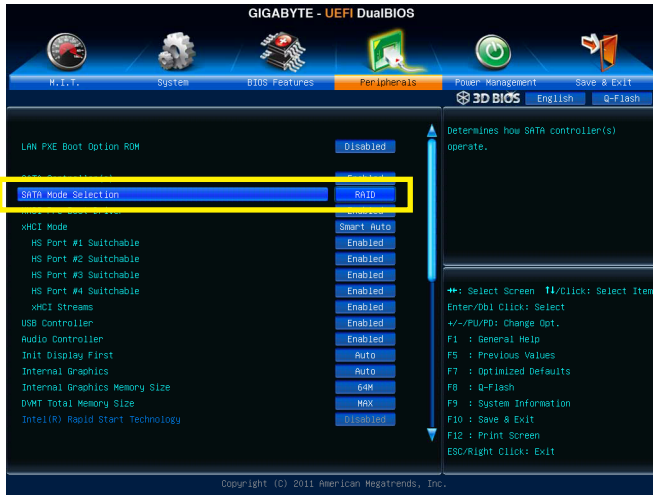 GIGABYTE - UEFI DualBIOS
M.I.T.
System
BIOS Features
Peripherals
Power Management
Save & Exit
3D BIOS
English
Q-Flash
LAN PXE Boot Option ROM Disabled
SATA Mode Selection RAID
xHCI Mode Smart Auto
HS Port #1 Switchable Enabled
HS Port #2 Switchable Enabled
HS Port #3 Switchable Enabled
HS Port #4 Switchable Enabled
xHCI Streams Enabled
USB Controller Enabled
Audio Controller Enabled
Init Display First Auto
Internal Graphics Auto
Internal Graphics Memory Size 64M
DVMT Total Memory Size MAX
Intel(R) Rapid Start Technology Disabled
Determines how SATA controller(s)
operate.
→←: Select Screen ↑↓/Click: Select Item
Enter/Dbl Click: Select
+/-/PU/PD: Change Opt.
F1 : General Help
F5 : Previous Values
F7 : Optimized Defaults
F8 : Q-Flash
F9 : System Information
F10 : Save & Exit
F12 : Print Screen
ESC/Right Click: Exit
Copyright (C) 2011 American Megatrends, Inc.